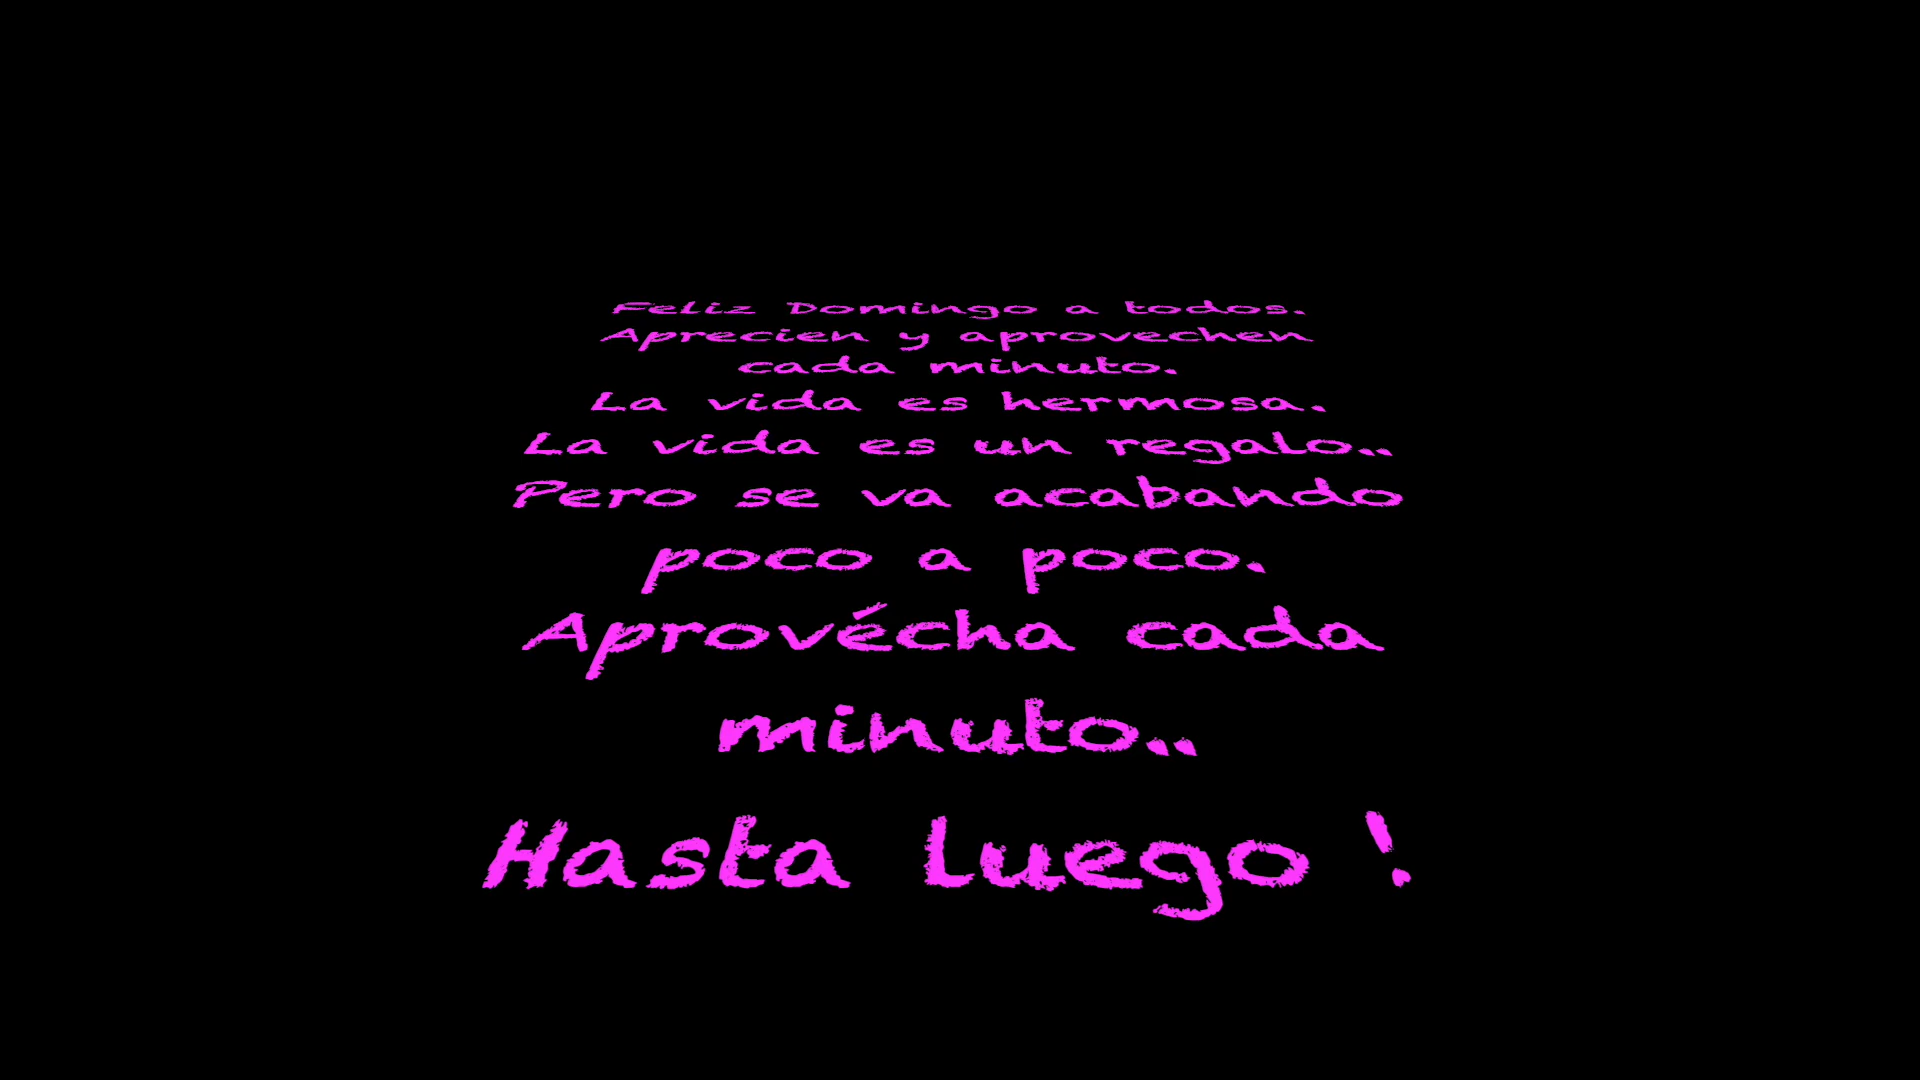 Feliz Domingo a todos.
Aprecien y aprovechen
cada minuto.
La vida es hermosa.
La vida es un regalo..
Pero se va acabando
poco a poco.
Aprovécha cada
minuto..
Hasta luego !